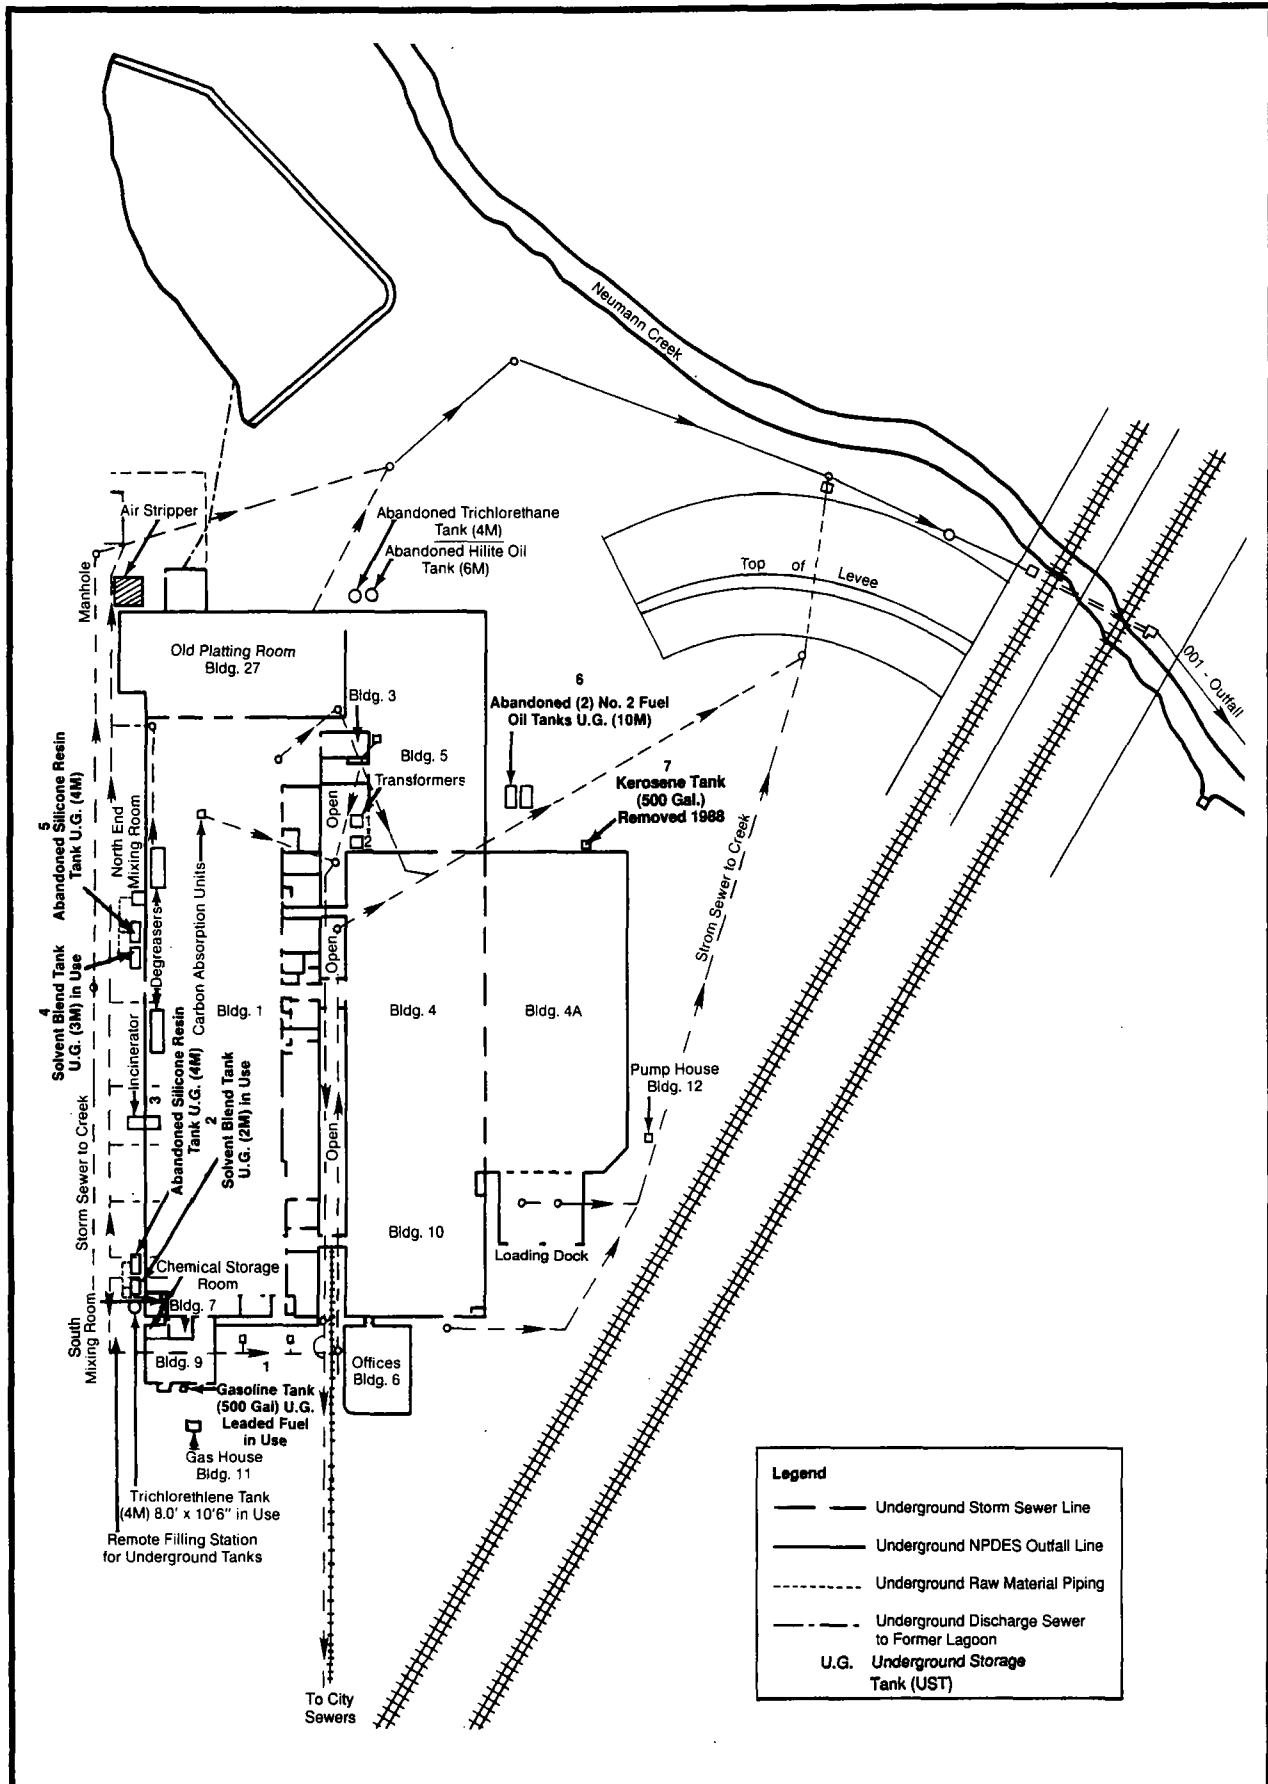 Neumann Creek
Air Stripper
Abandoned Trichlorethane
Tank (4M)
Abandoned Hilite Oil
Tank (6M)
Manhole
Top of Levee
001 - Outfall
Old Platting Room
Bldg. 27
6
Abandoned (2) No. 2 Fuel
Oil Tanks U.G. (10M)
Bldg. 3
Bldg. 5
Transformers
1
2
7
Kerosene Tank
(500 Gal.)
Removed 1988
Open
5
Abandoned Silicone Resin
Tank U.G. (4M)
North End
Mixing Room
Degreasers
Carbon Absorption Units
Strom Sewer to Creek
4
Solvent Blend Tank
U.G. (3M) in Use
Open
Bldg. 1
Bldg. 4
Bldg. 4A
Incinerator
3
Abandoned Silicone Resin
Tank U.G. (4M)
2
Solvent Blend Tank
U.G. (2M) in Use
Pump House
Bldg. 12
Open
Storm Sewer to Creek
Bldg. 10
Loading Dock
Chemical Storage
Room
Bldg. 7
South
Mixing Room
Bldg. 9
1
Offices
Bldg. 6
Gasoline Tank
(500 Gal) U.G.
Leaded Fuel
in Use
Gas House
Bldg. 11
Trichlorethlene Tank
(4M) 8.0' x 10'6" in Use
Remote Filling Station
for Underground Tanks
To City
Sewers
Legend
Underground Storm Sewer Line
Underground NPDES Outfall Line
Underground Raw Material Piping
Underground Discharge Sewer
to Former Lagoon
U.G. Underground Storage
Tank (UST)